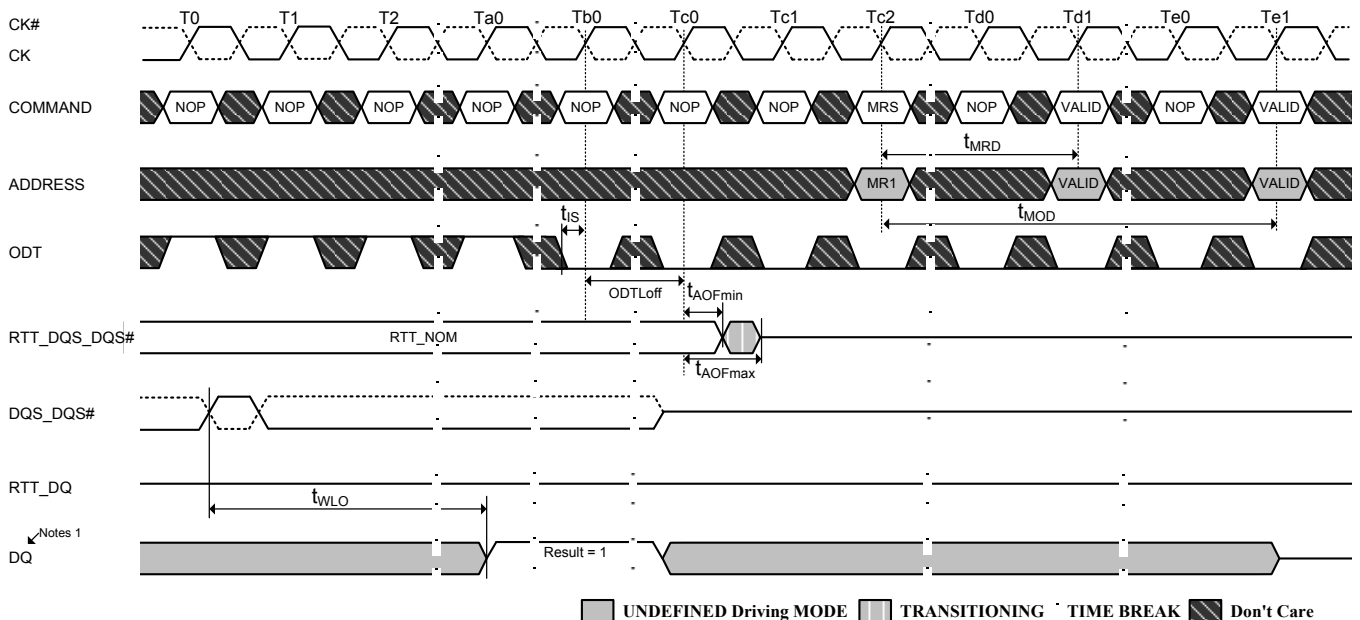 T0 T1 T2 Ta0 Tb0 Tc0 Tc1 Tc2 Td0 Td1 Te0 Te1
CK#
CK
COMMAND NOP NOP NOP NOP NOP NOP NOP MRS NOP VALID NOP VALID
tMRD
ADDRESS MR1 VALID VALID
tIS tMOD
ODT
ODTLoff tAOFmin
RTT_DQS_DQS# RTT_NOM
tAOFmax
DQS_DQS#
RTT_DQ
tWLO
Notes 1
DQ Result = 1
UNDEFINED Driving MODE TRANSITIONING TIME BREAK Don't Care